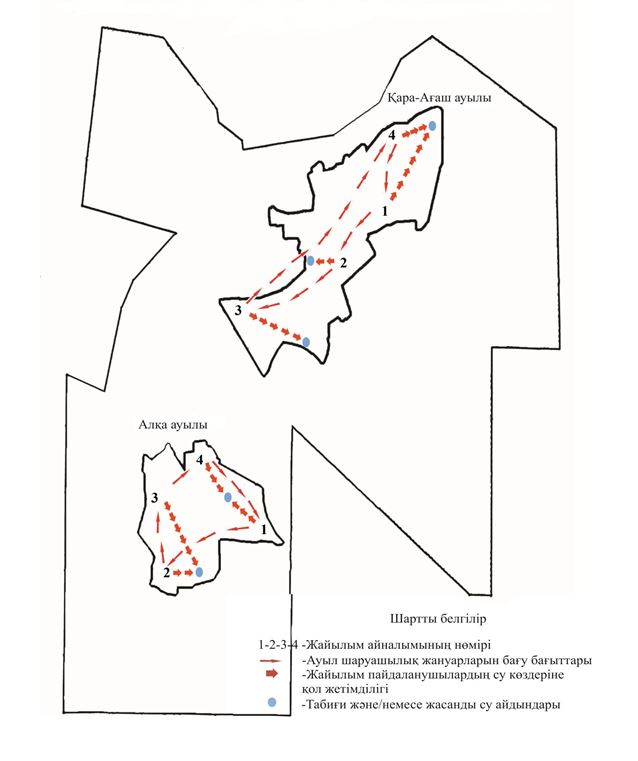 Қара-Ағаш ауылы
4
1
2
3
Алқа ауылы
4
3
1
2
Шартты белгілір
1-2-3-4 -Жайылым айналымының нөмірі
-Ауыл шаруашылық жануарларын бағу бағыттары
-Жайылым пайдаланушылардың су көздеріне
қол жетімділігі
-Табиғи және/немесе жасанды су айдындары